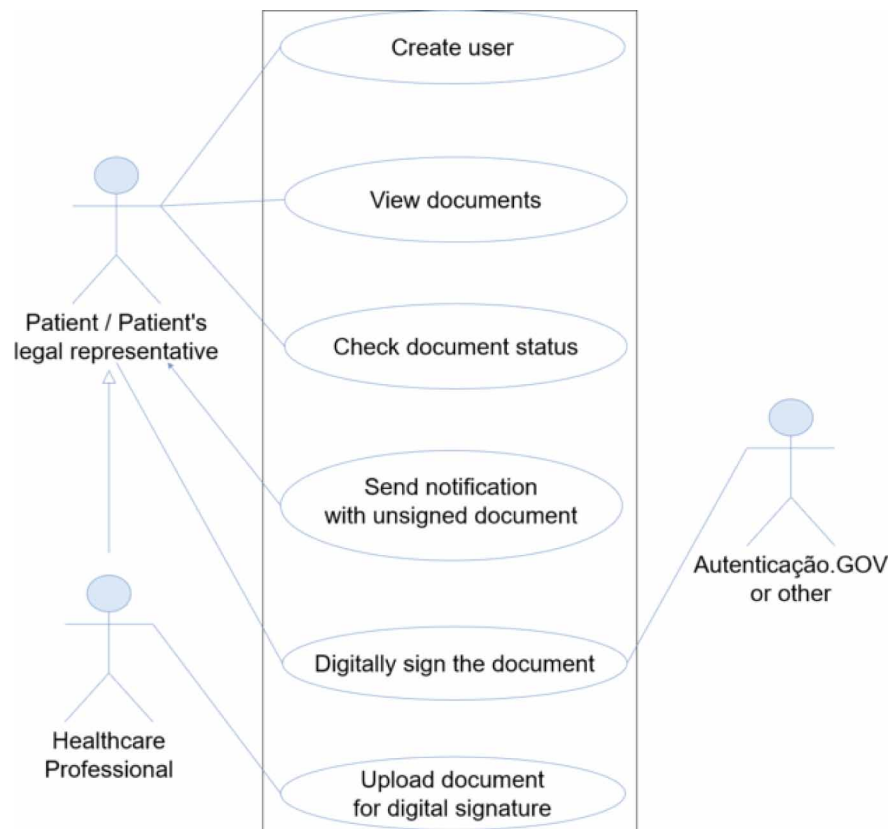 Create user
View documents
Patient / Patient's
legal representative
Check document status
Send notification
with unsigned document
Autenticação.GOV
or other
Digitally sign the document
Healthcare
Professional
Upload document
for digital signature